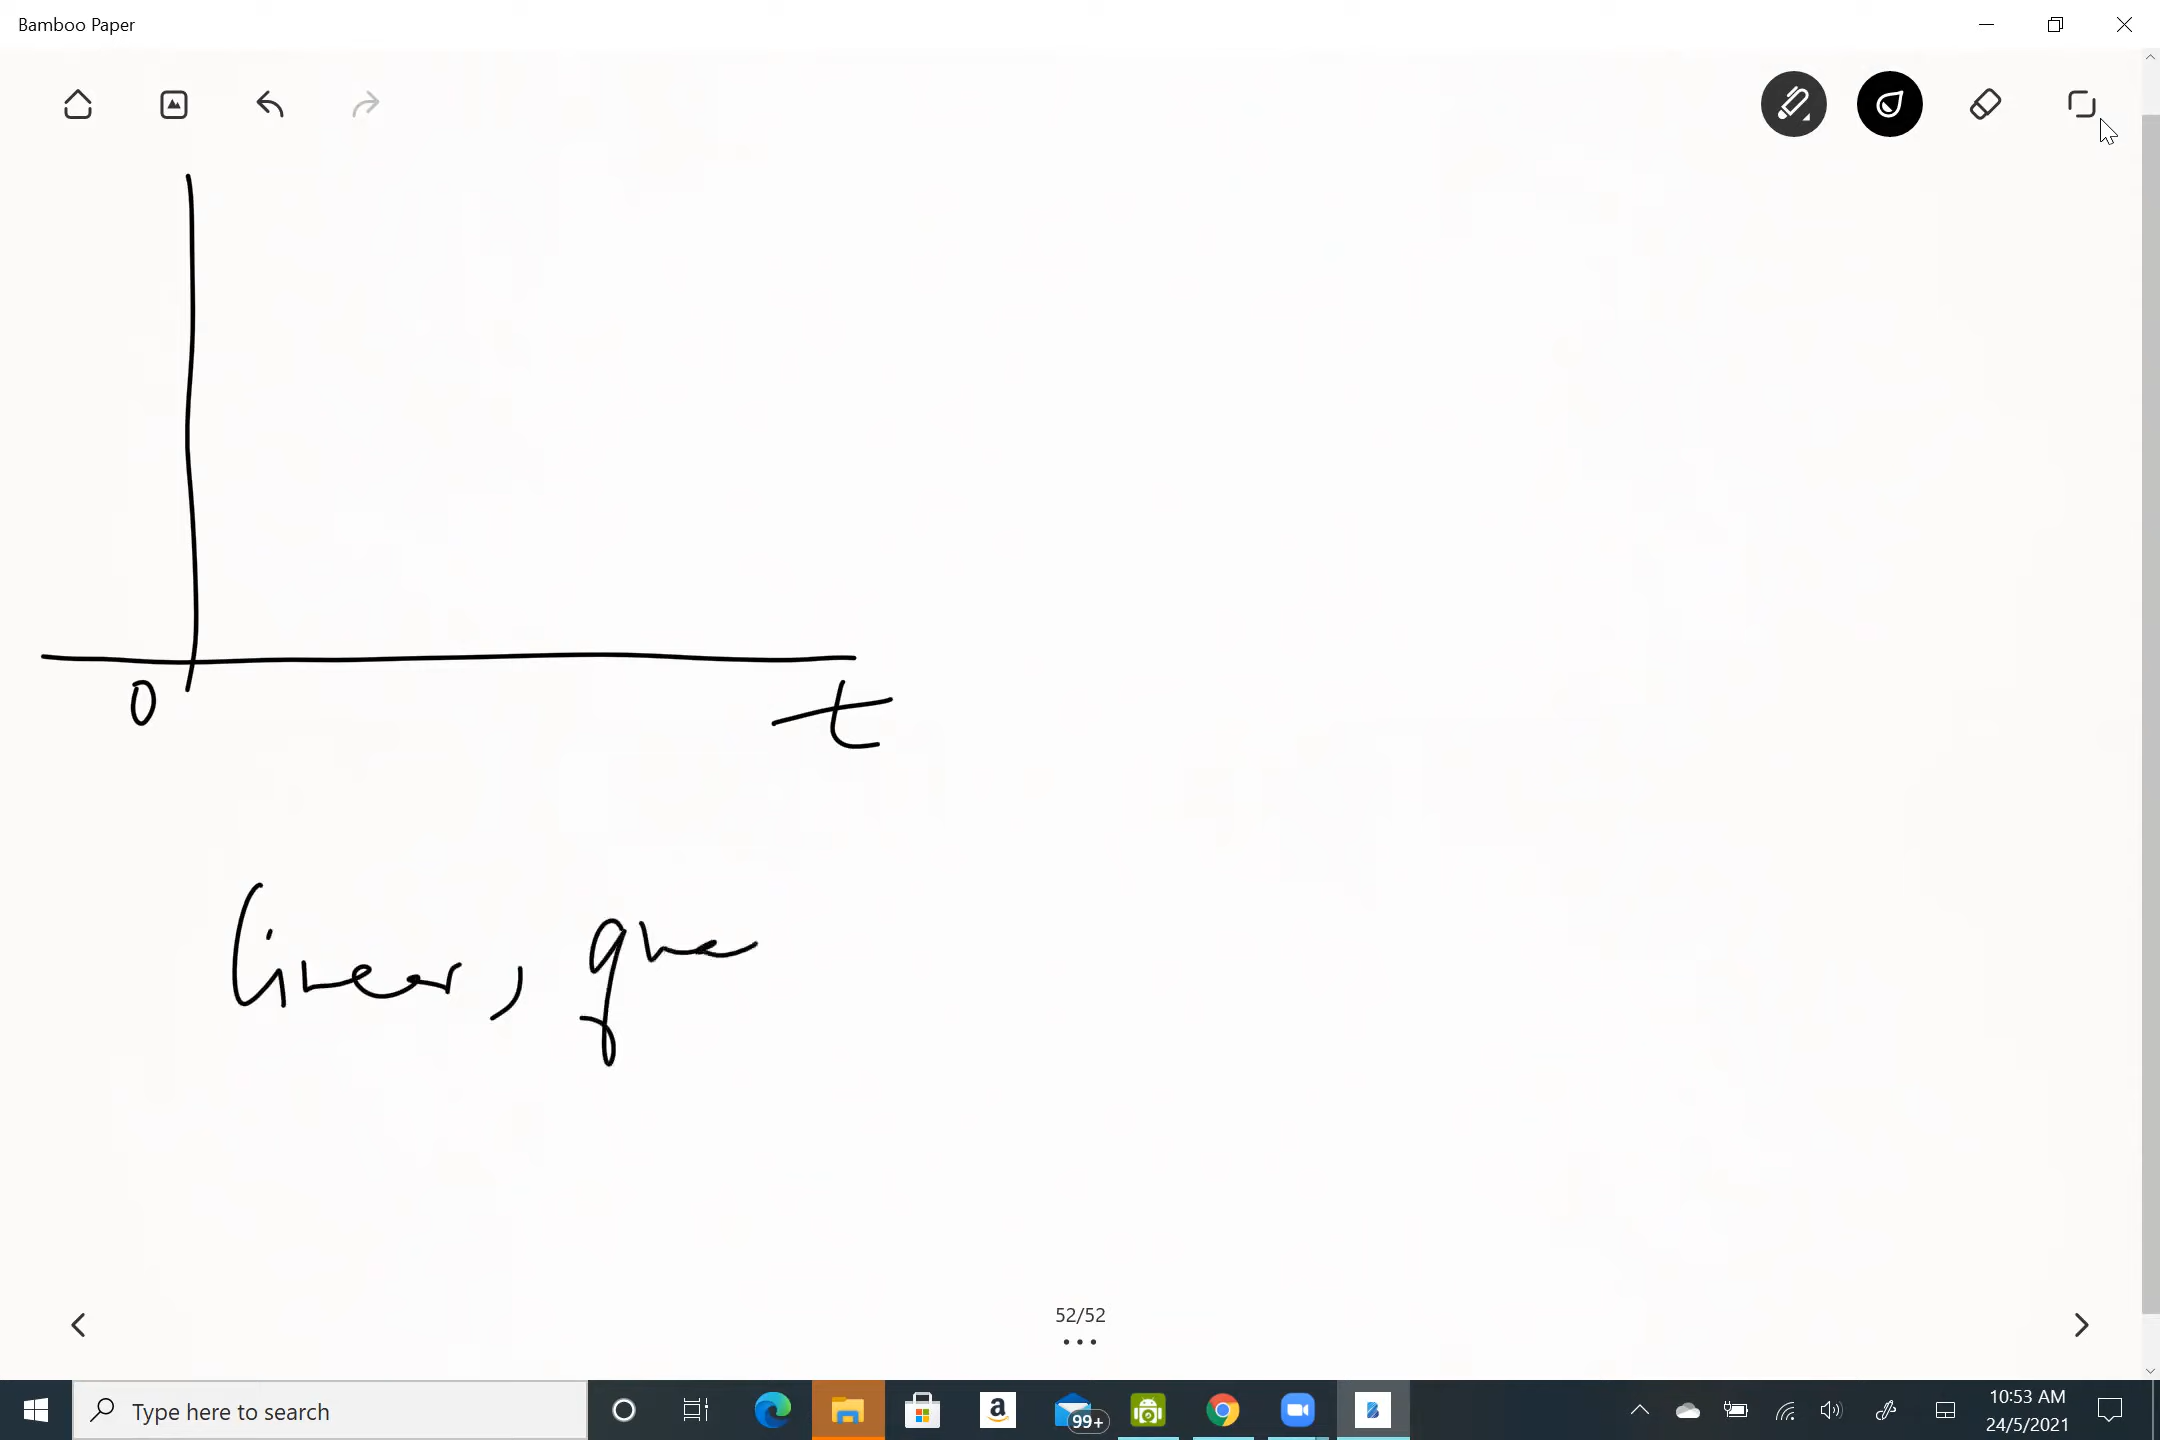 Bamboo Paper
0
t
linear, qua
52/52
Type here to search
99+
10:53 AM
24/5/2021